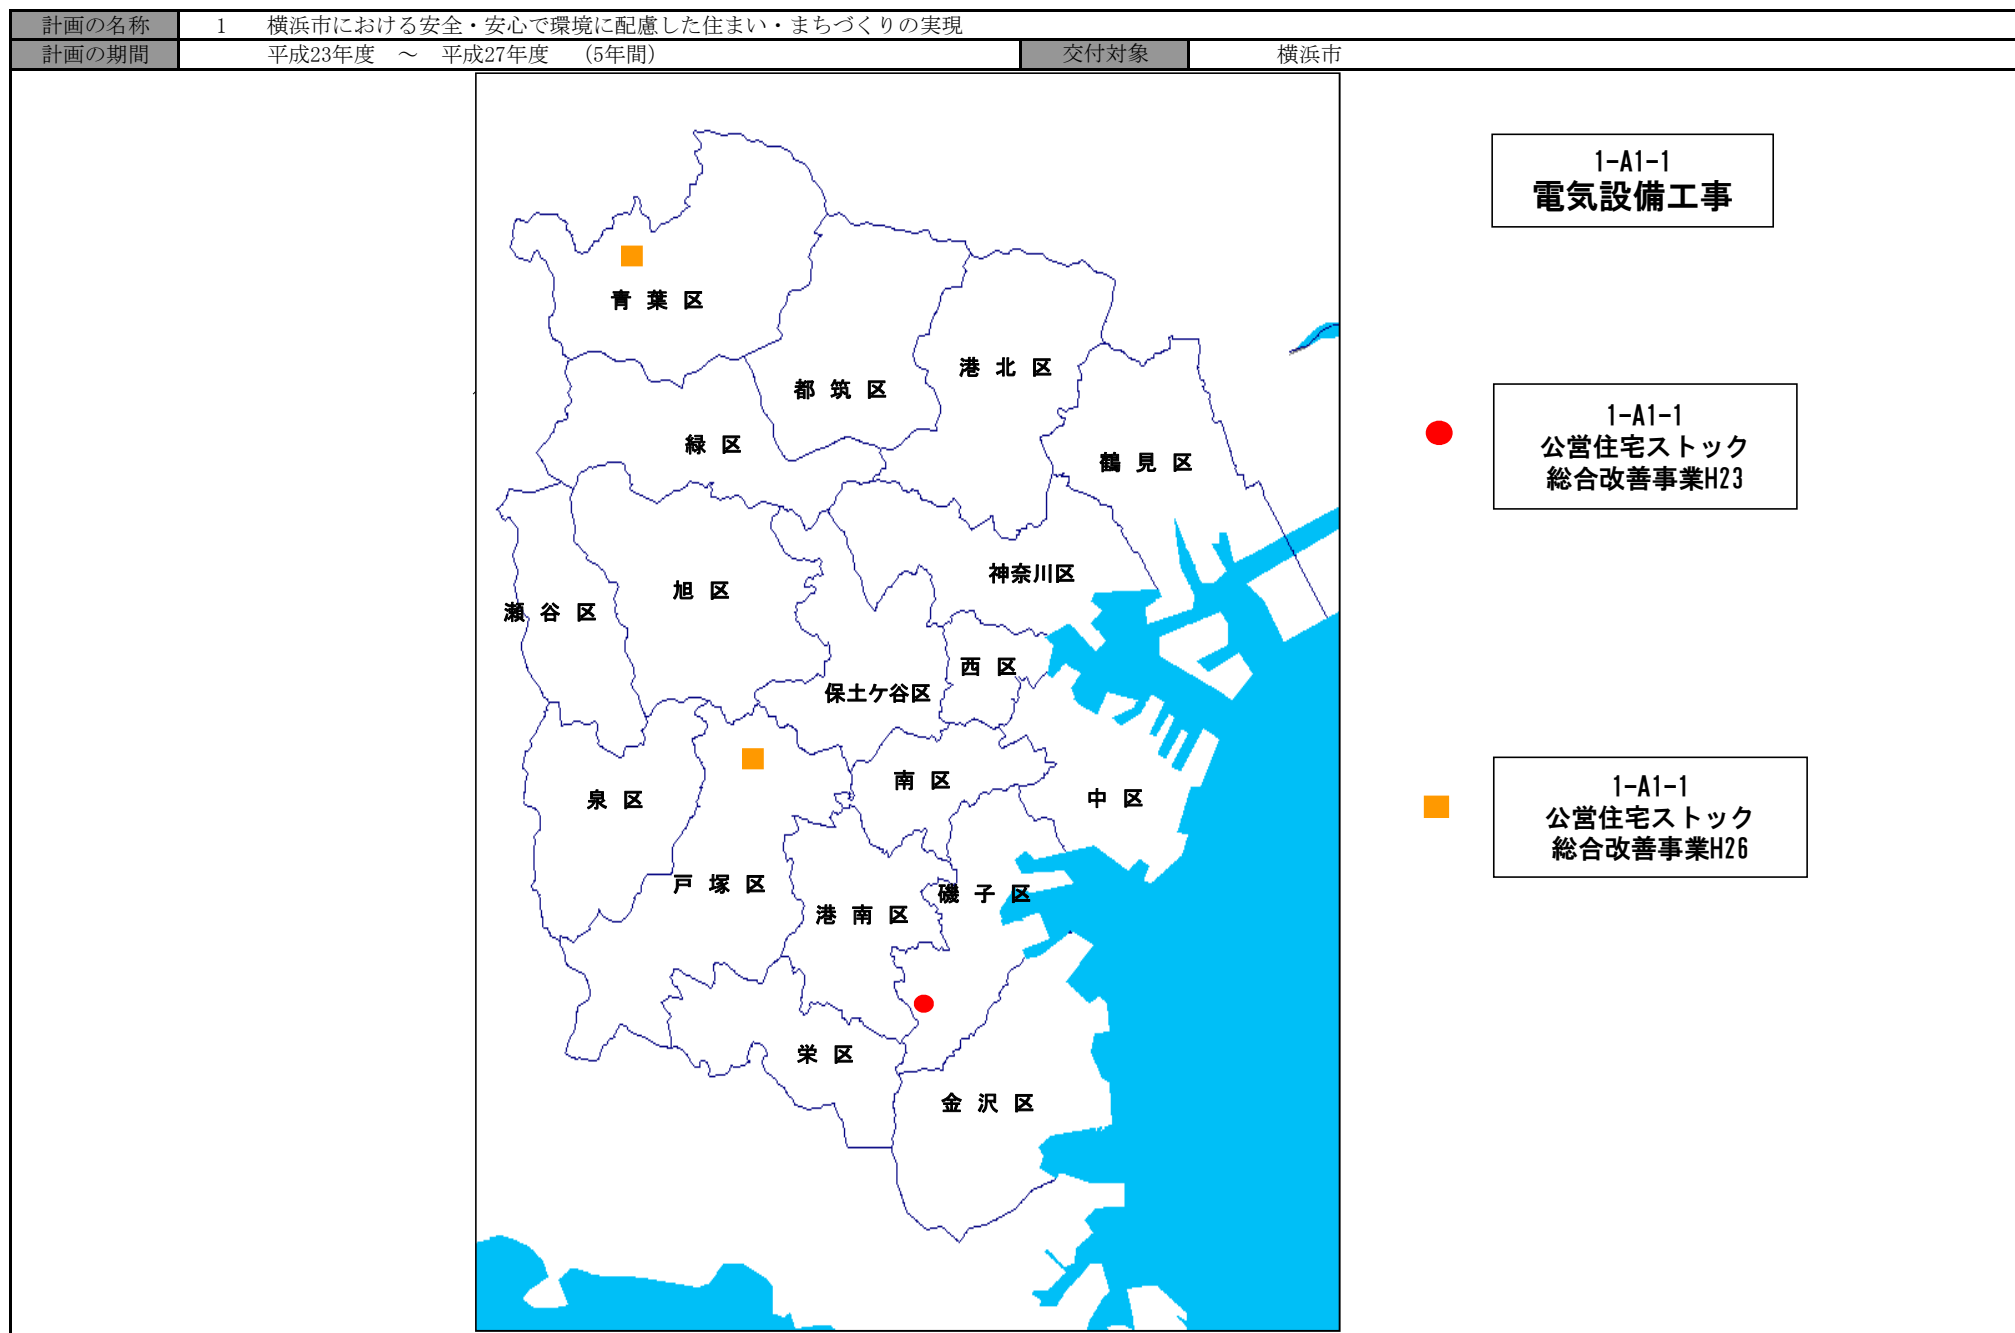 計画の名称 1 横浜市における安全・安心で環境に配慮した住まい・まちづくりの実現
計画の期間 平成23年度 ～ 平成27年度 (5年間) 交付対象 横浜市
1-A1-1
電気設備工事
青葉区
港北区
都筑区
緑区
鶴見区
1-A1-1
公営住宅ストック
総合改善事業H23
神奈川区
旭区
瀬谷区
西区
保土ケ谷区
南区
泉区
中区
1-A1-1
公営住宅ストック
総合改善事業H26
戸塚区
磯子区
港南区
栄区
金沢区